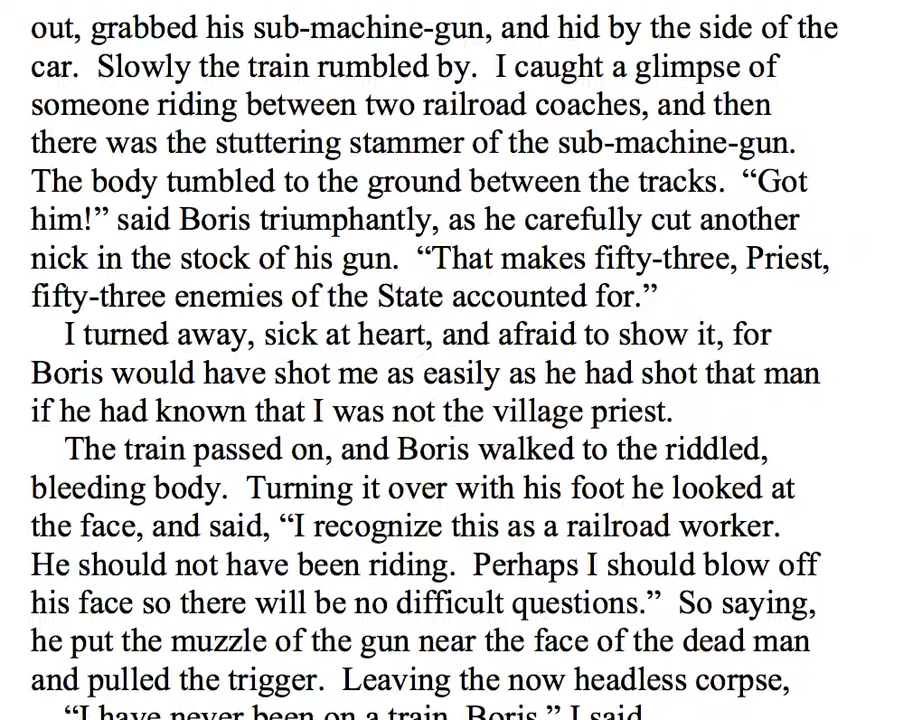 out, grabbed his sub-machine-gun, and hid by the side of the
car.  Slowly the train rumbled by.  I caught a glimpse of
someone riding between two railroad coaches, and then
there was the stuttering stammer of the sub-machine-gun.
The body tumbled to the ground between the tracks.  “Got
him!” said Boris triumphantly, as he carefully cut another
nick in the stock of his gun.  “That makes fifty-three, Priest,
fifty-three enemies of the State accounted for.”
I turned away, sick at heart, and afraid to show it, for
Boris would have shot me as easily as he had shot that man
if he had known that I was not the village priest.
The train passed on, and Boris walked to the riddled,
bleeding body.  Turning it over with his foot he looked at
the face, and said, “I recognize this as a railroad worker.
He should not have been riding.  Perhaps I should blow off
his face so there will be no difficult questions.”  So saying,
he put the muzzle of the gun near the face of the dead man
and pulled the trigger.  Leaving the now headless corpse,
“I have never been on a train, Boris,” I said